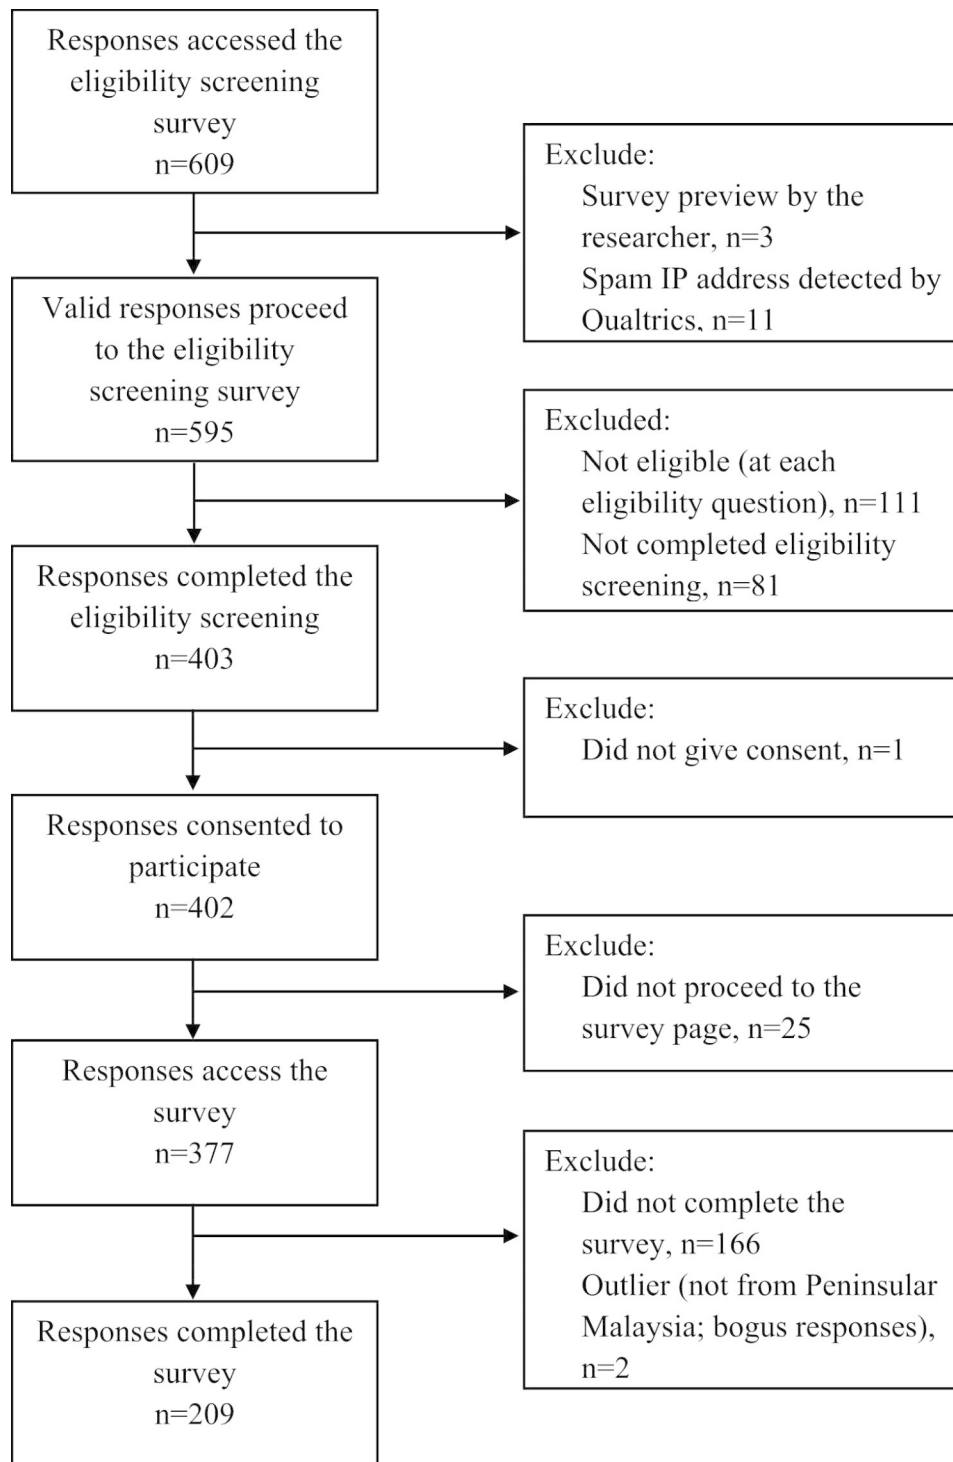 Responses accessed the
eligibility screening
survey
n=609
Exclude:
Survey preview by the
researcher, n=3
Spam IP address detected by
Qualtrics, n=11
Valid responses proceed
to the eligibility
screening survey
n=595
Excluded:
Not eligible (at each
eligibility question), n=111
Not completed eligibility
screening, n=81
Responses completed the
eligibility screening
n=403
Exclude:
Did not give consent, n=1
Responses consented to
participate
n=402
Exclude:
Did not proceed to the
survey page, n=25
Responses access the
survey
n=377
Exclude:
Did not complete the
survey, n=166
Outlier (not from Peninsular
Malaysia; bogus responses),
n=2
Responses completed the
survey
n=209